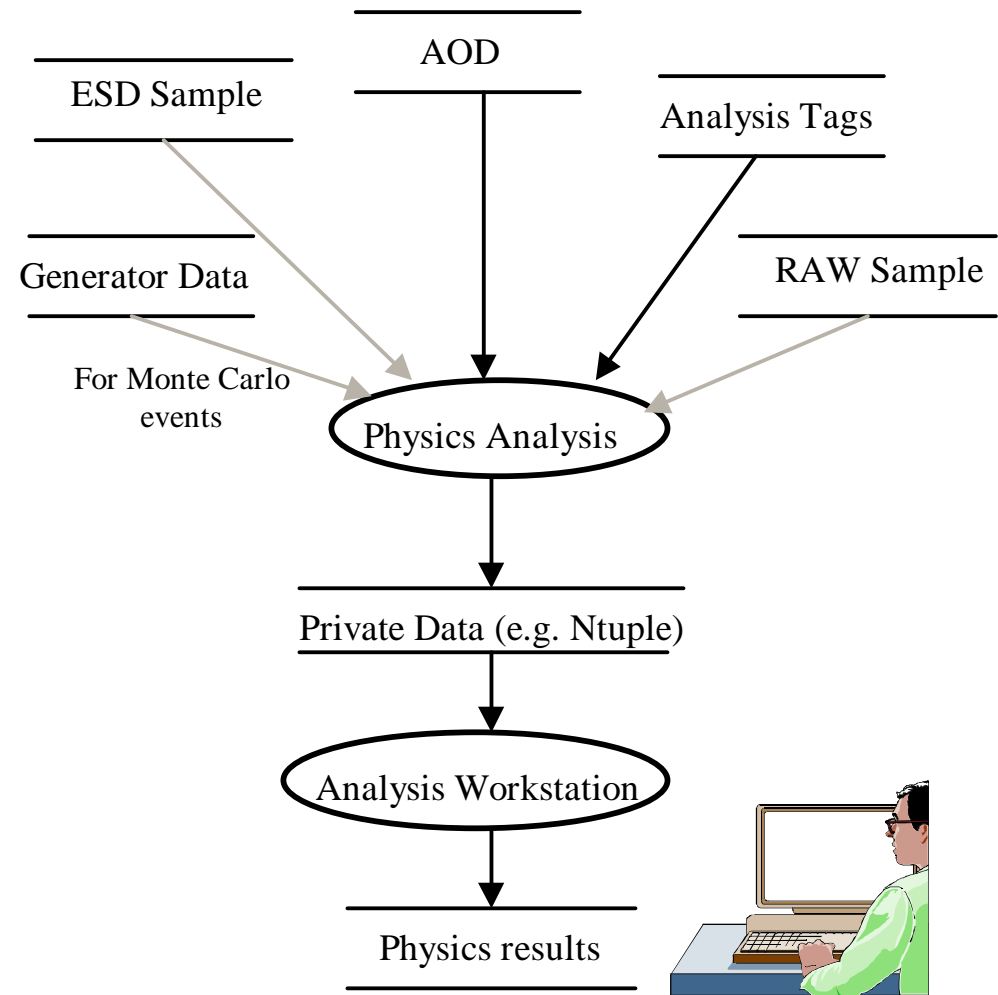 AOD
ESD Sample
Analysis Tags
Generator Data
RAW Sample
For Monte Carlo
events
Physics Analysis
Private Data (e.g. Ntuple)
Analysis Workstation
Physics results